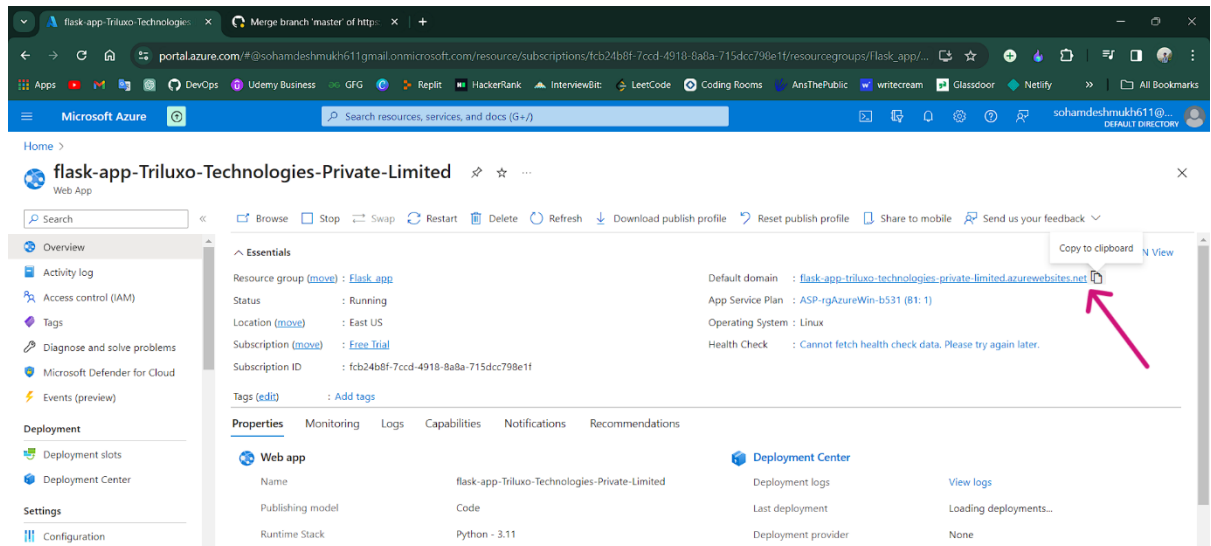 flask-app-Triluxo-Technologies
Merge branch 'master' of https:
portal.azure.com/#@sohamdeshmukh611gmail.onmicrosoft.com/resource/subscriptions/fcb24b8f-7ccd-4918-8a8a-715dcc798e1f/resourcegroups/Flask_app/...
Apps DevOps Udemy Business GFG Replit HackerRank InterviewBit: LeetCode Coding Rooms AnsThePublic writecream Glassdoor Netlify » All Bookmarks
Microsoft Azure Search resources, services, and docs (G+/) sohamdeshmukh611@...
DEFAULT DIRECTORY
Home >
flask-app-Triluxo-Technologies-Private-Limited ...
Web App
Search « Browse Stop Swap Restart Delete Refresh Download publish profile Reset publish profile Share to mobile Send us your feedback
Overview
Activity log
Access control (IAM)
Tags
Diagnose and solve problems
Microsoft Defender for Cloud
Events (preview)
Deployment
Deployment slots
Deployment Center
Settings
Configuration
Essentials
Copy to clipboard
N View
Resource group (move) : Flask_app
Status : Running
Location (move) : East US
Subscription (move) : Free Trial
Subscription ID : fcb24b8f-7ccd-4918-8a8a-715dcc798e1f
Default domain : flask-app-triluxo-technologies-private-limited.azurewebsites.net
App Service Plan : ASP-rgAzureWin-b531 (B1: 1)
Operating System : Linux
Health Check : Cannot fetch health check data. Please try again later.
Tags (edit) : Add tags
Properties Monitoring Logs Capabilities Notifications Recommendations
Web app
Name flask-app-Triluxo-Technologies-Private-Limited
Publishing model Code
Runtime Stack Python - 3.11
Deployment Center
Deployment logs View logs
Last deployment Loading deployments...
Deployment provider None